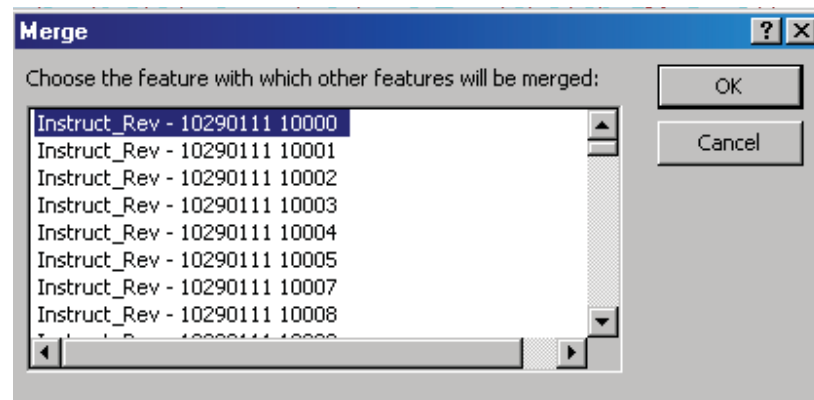 Merge
Choose the feature with which other features will be merged:
OK
Instruct_Rev - 10290111 10000
Instruct_Rev - 10290111 10001
Cancel
Instruct_Rev - 10290111 10002
Instruct_Rev - 10290111 10003
Instruct_Rev - 10290111 10004
Instruct_Rev - 10290111 10005
Instruct_Rev - 10290111 10007
Instruct_Rev - 10290111 10008